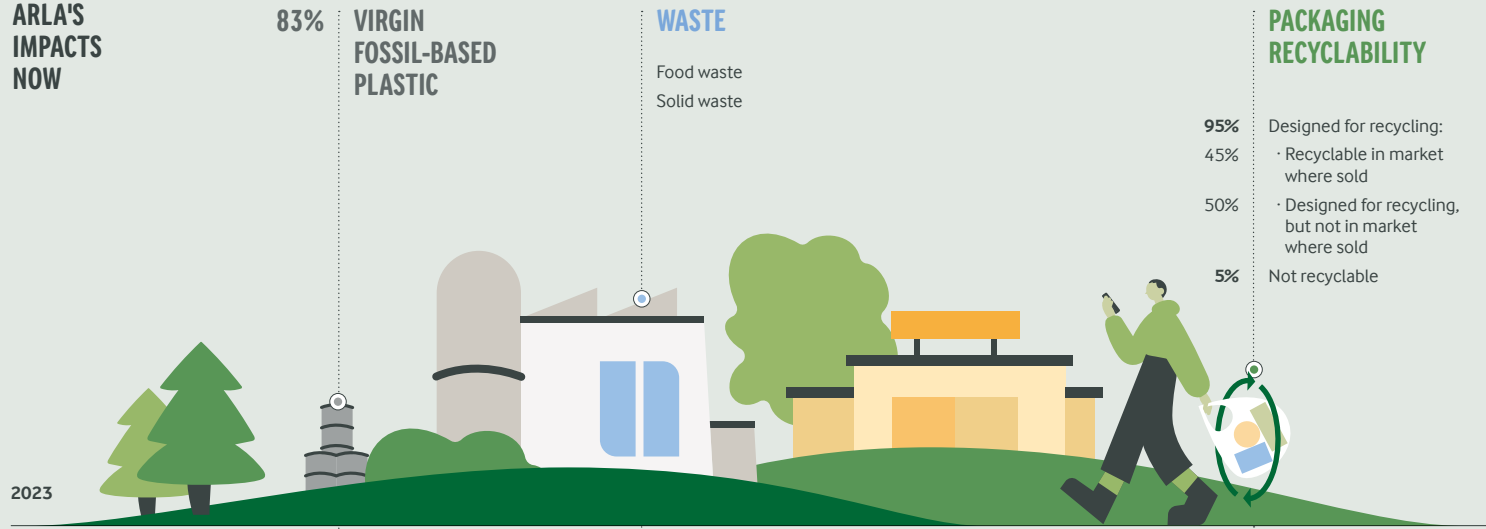 ARLA'S
IMPACTS
NOW
83%
VIRGIN
FOSSIL-BASED
PLASTIC
WASTE
Food waste
Solid waste
PACKAGING
RECYCLABILITY
95% Designed for recycling:
45% · Recyclable in market
where sold
50% · Designed for recycling,
but not in market
where sold
5% Not recyclable
2023